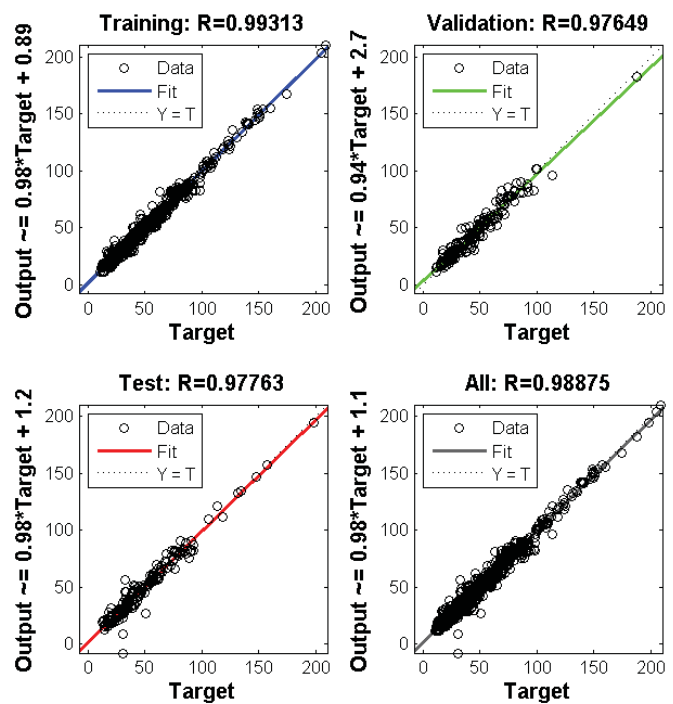 Training: R=0.99313
Output ~= 0.98*Target + 0.89
200
150
100
50
0
Data
Fit
Y = T
0 50 100 150 200
Target
Validation: R=0.97649
Output ~= 0.94*Target + 2.7
200
150
100
50
0
Data
Fit
Y = T
0 50 100 150 200
Target
Test: R=0.97763
Output ~= 0.98*Target + 1.2
200
150
100
50
0
Data
Fit
Y = T
0 50 100 150 200
Target
All: R=0.98875
Output ~= 0.98*Target + 1.1
200
150
100
50
0
Data
Fit
Y = T
0 50 100 150 200
Target